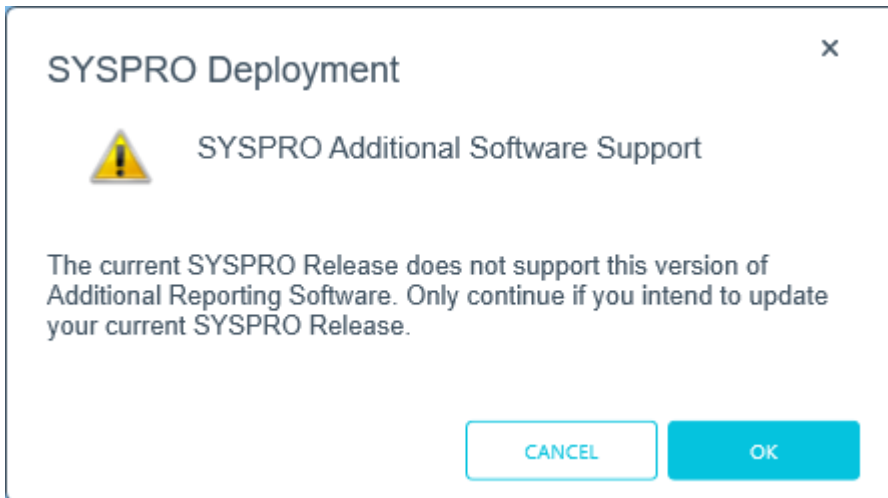 SYSPRO Deployment
SYSPRO Additional Software Support
The current SYSPRO Release does not support this version of
Additional Reporting Software. Only continue if you intend to update
your current SYSPRO Release.
CANCEL
OK